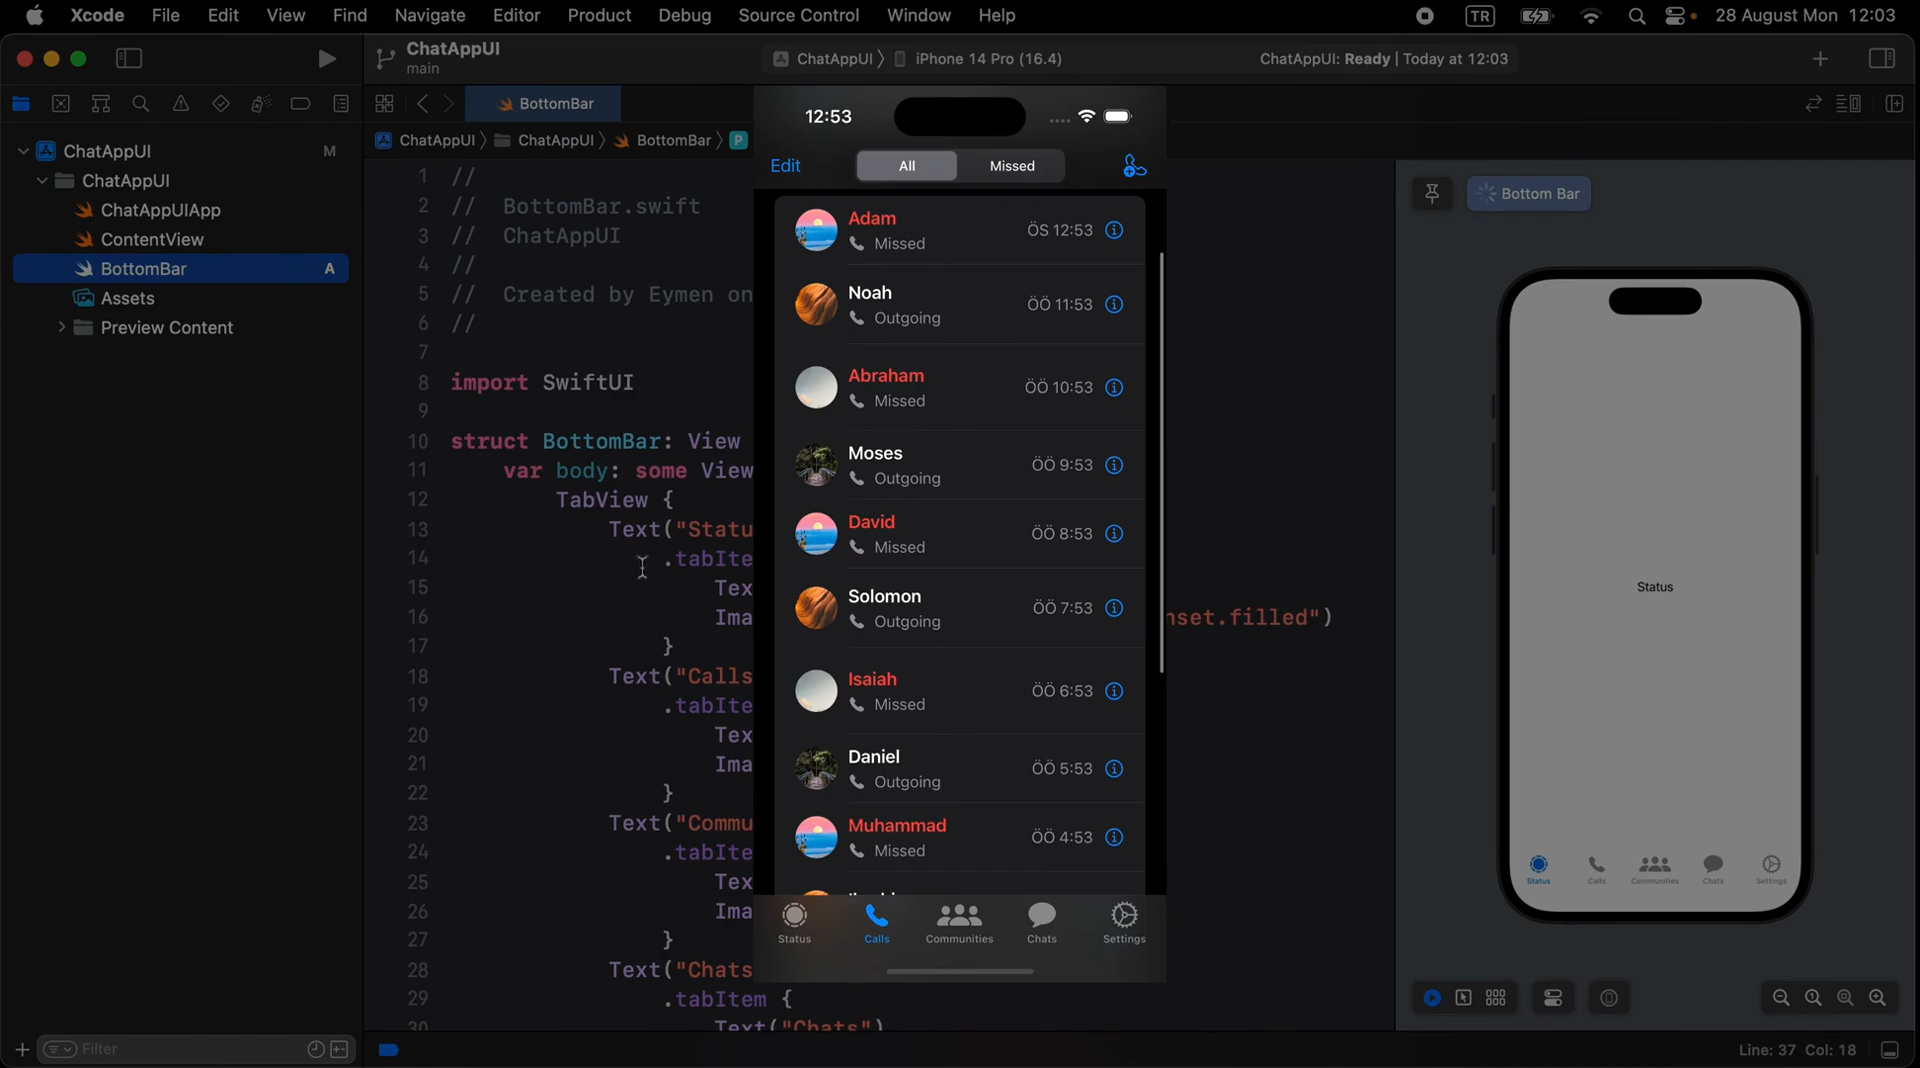 Xcode File Edit View Find Navigate Editor Product Debug Source Control Window Help
TR
28 August Mon 12:03
ChatAppUI
main
ChatAppUI
iPhone 14 Pro (16.4)
ChatAppUI: Ready | Today at 12:03
BottomBar
ChatAppUI
ChatAppUI
BottomBar
P
ChatAppUI M
ChatAppUI
ChatAppUIApp
ContentView
BottomBar A
Assets
Preview Content
Filter
1 //
2 // BottomBar.swift
3 // ChatAppUI
4 //
5 // Created by Eymen on
6 //
7
8 import SwiftUI
9
10 struct BottomBar: View
11 var body: some View
12 TabView {
13 Text("Statu
14 .tabIte
15 Tex
16 Ima nset.filled")
17 }
18 Text("Calls
19 .tabIte
20 Tex
21 Ima
22 }
23 Text("Commu
24 .tabIte
25 Tex
26 Ima
27 }
28 Text("Chats
29 .tabItem {
30 Text("Chats")
12:53
Edit All Missed
Adam
Missed
ÖS 12:53
Noah
Outgoing
ÖÖ 11:53
Abraham
Missed
ÖÖ 10:53
Moses
Outgoing
ÖÖ 9:53
David
Missed
ÖÖ 8:53
Solomon
Outgoing
ÖÖ 7:53
Isaiah
Missed
ÖÖ 6:53
Daniel
Outgoing
ÖÖ 5:53
Muhammad
Missed
ÖÖ 4:53
Status Calls Communities Chats Settings
Bottom Bar
Status
Status Calls Communities Chats Settings
Line: 37 Col: 18